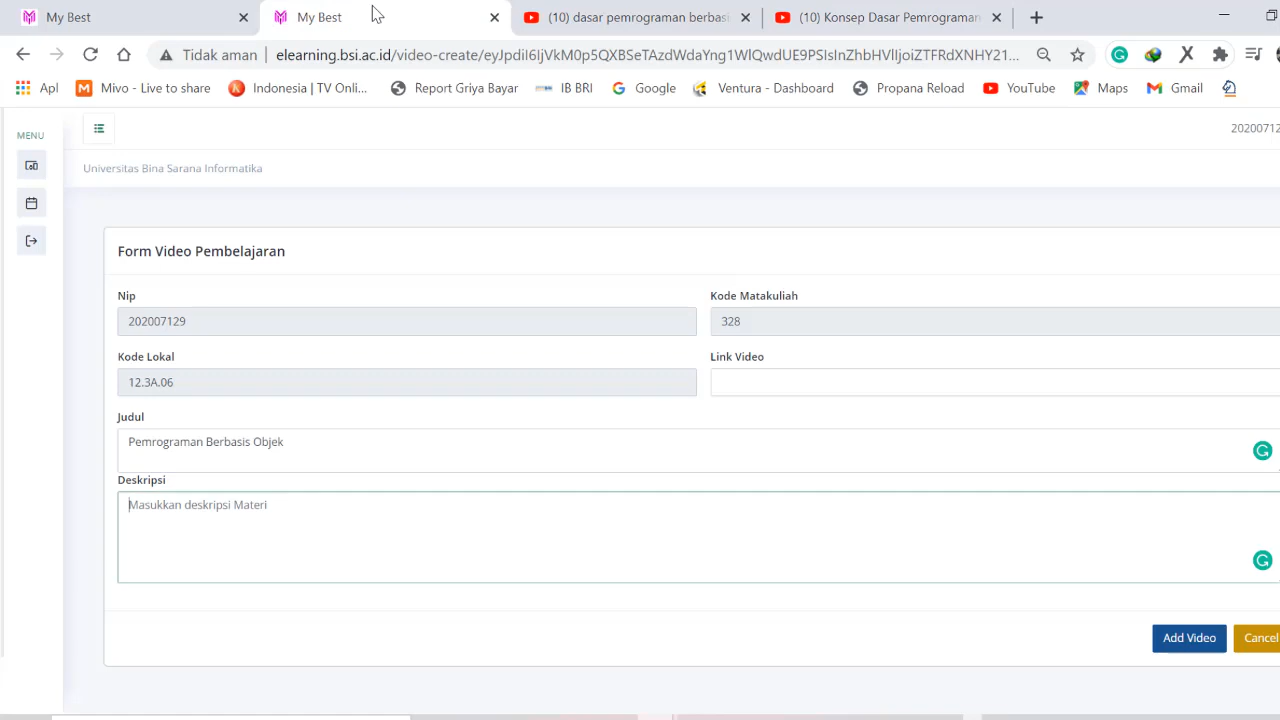 My Best
My Best
(10) dasar pemrograman berbasi
(10) Konsep Dasar Pemrograman
Tidak aman
elearning.bsi.ac.id/video-create/eyJpdiI6IjVkM0p5QXBSeTAzdWdaYng1WlQwdUE9PSIsInZhbHVlIjoiZTFRdXNHY21...
Apl
Mivo - Live to share
Indonesia | TV Onli...
Report Griya Bayar
IB BRI
Google
Ventura - Dashboard
Propana Reload
YouTube
Maps
Gmail
MENU
2020071２
Universitas Bina Sarana Informatika
Form Video Pembelajaran
Nip
Kode Matakuliah
202007129
328
Kode Lokal
Link Video
12.3A.06
Judul
Pemrograman Berbasis Objek
Deskripsi
Masukkan deskripsi Materi
Add Video
Cancel